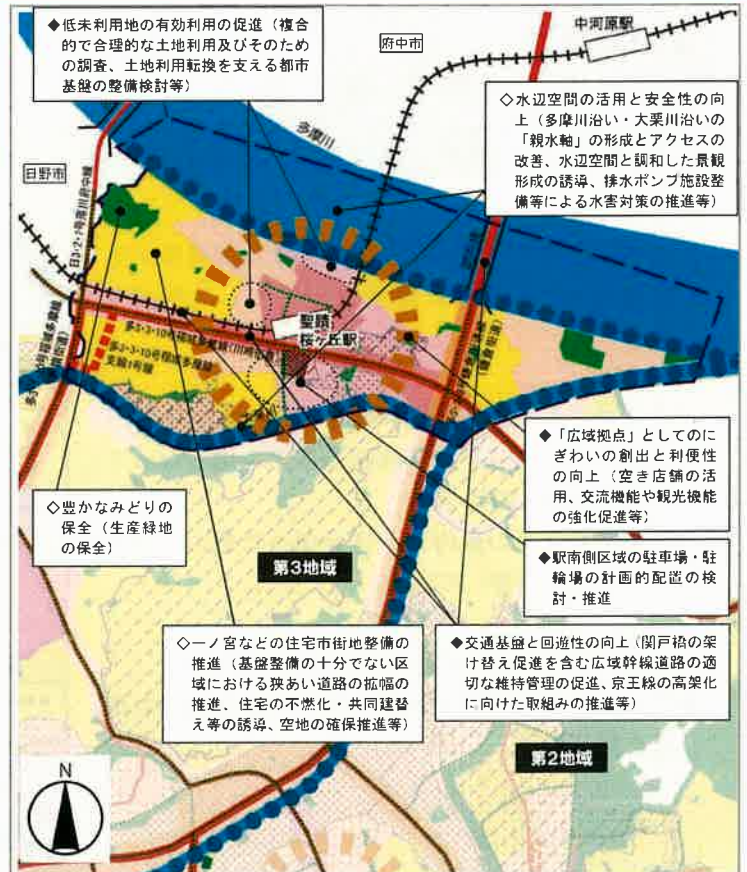 ◆低未利用地の有効利用の促進(複合
的で合理的な土地利用及びそのための
調査、土地利用転換を支える都市
基盤の整備検討等)
府中市
中河原駅
◇水辺空間の活用と安全性の向
上(多摩川沿い・大栗川沿いの
「親水軸」の形成とアクセスの
改善、水辺空間と調和した景観
形成の誘導、排水ポンプ施設整
備等による水害対策の推進等)
多摩川
日野市
聖蹟
桜ヶ丘駅
◆「広域拠点」としてのに
ぎわいの創出と利便性
の向上(空き店舗の活
用、交流機能や観光機能
の強化促進等)
◇豊かなみどりの
保全(生産緑地
の保全)
◆駅南側区域の駐車場・駐
輪場の計画的配置の検
討・推進
第3地域
◇一ノ宮などの住宅市街地整備の
推進(基盤整備の十分でない区
域における狭あい道路の拡幅の
推進、住宅の不燃化・共同建替
え等の誘導、空地の確保推進等)
◆交通基盤と回遊性の向上(関戸橋の架
け替え促進を含む広域幹線道路の適
切な維持管理の促進、京王線の高架化
に向けた取組みの推進等)
第2地域
N